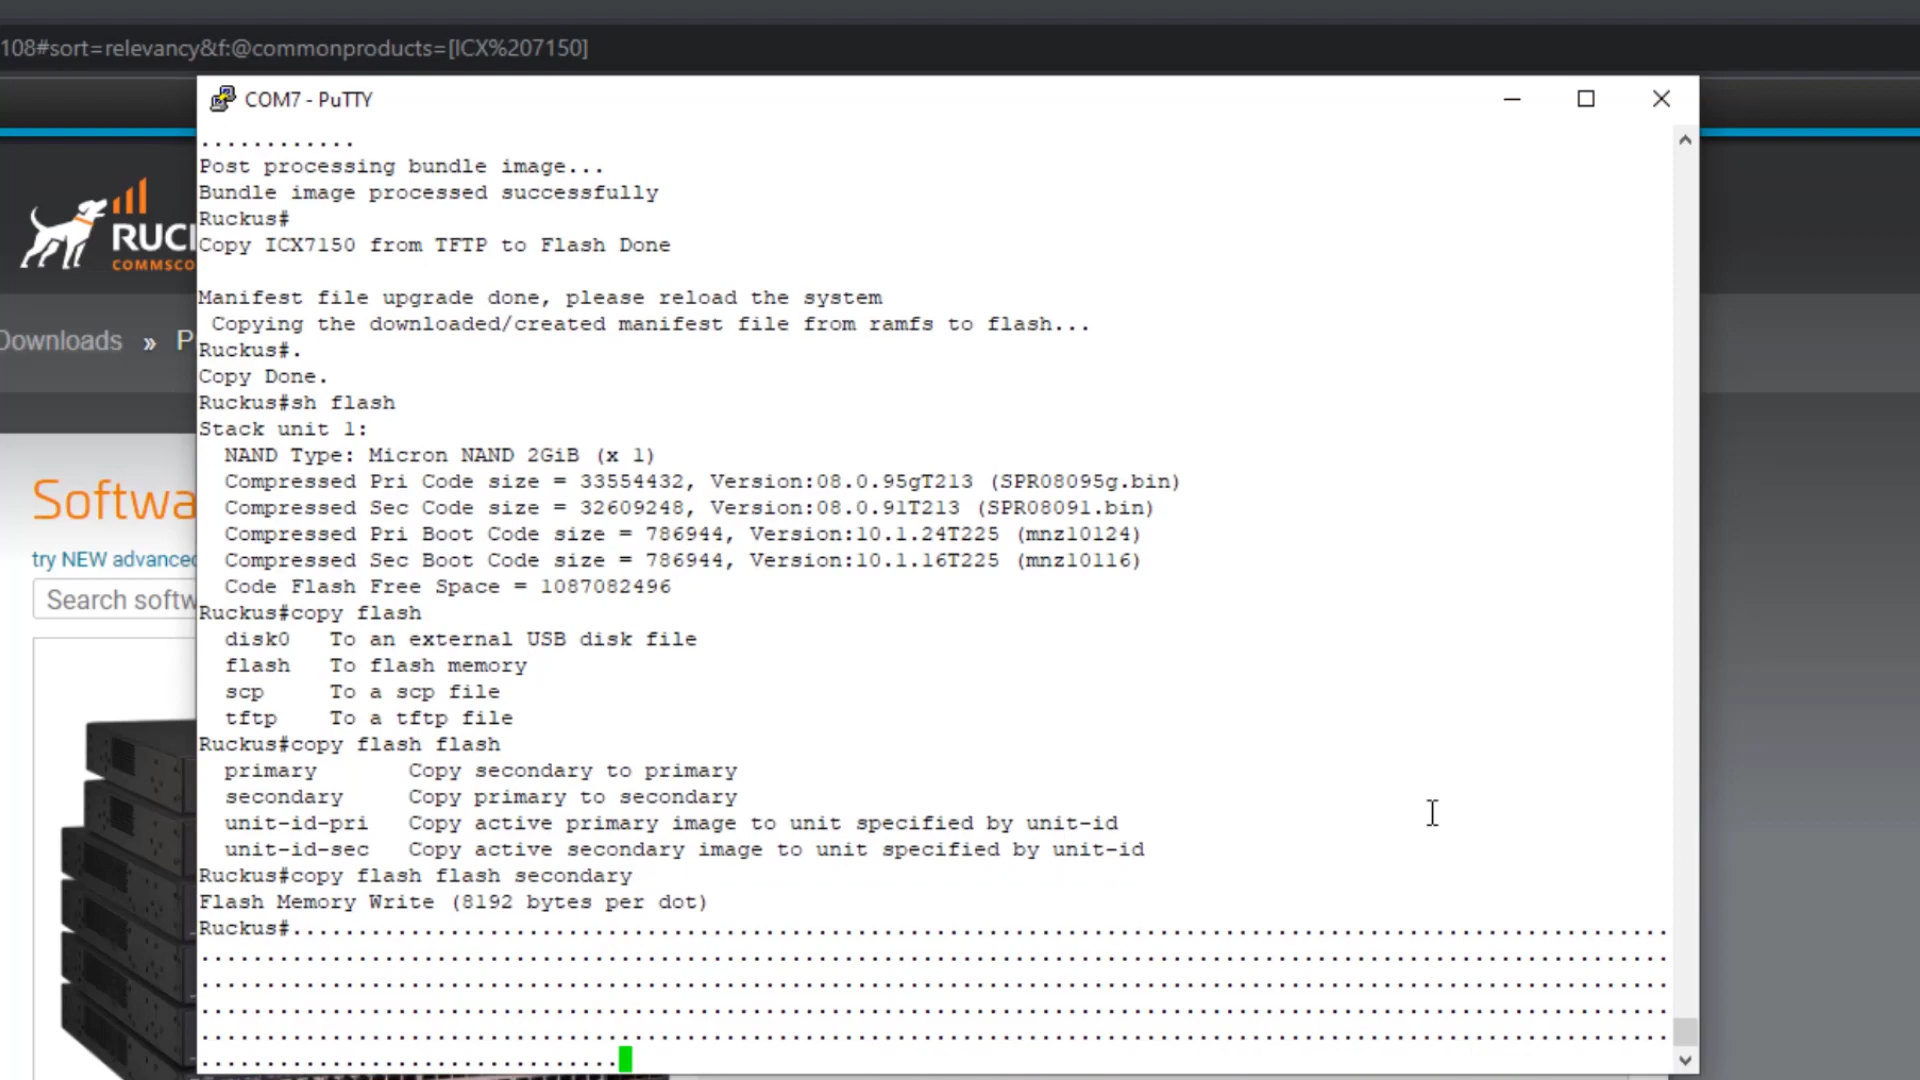 108#sort=relevancy&f:@commonproducts=[ICX%207150]
COM7 - PuTTY
............
Post processing bundle image...
Bundle image processed successfully
Ruckus#
Copy ICX7150 from TFTP to Flash Done
Manifest file upgrade done, please reload the system
Copying the downloaded/created manifest file from ramfs to flash...
Ruckus#.
Copy Done.
Ruckus#sh flash
Stack unit 1:
NAND Type: Micron NAND 2GiB (x 1)
Compressed Pri Code size = 33554432, Version:08.0.95gT213 (SPR08095g.bin)
Compressed Sec Code size = 32609248, Version:08.0.91T213 (SPR08091.bin)
Compressed Pri Boot Code size = 786944, Version:10.1.24T225 (mnz10124)
Compressed Sec Boot Code size = 786944, Version:10.1.16T225 (mnz10116)
Code Flash Free Space = 1087082496
Ruckus#copy flash
disk0 To an external USB disk file
flash To flash memory
scp To a scp file
tftp To a tftp file
Ruckus#copy flash flash
primary Copy secondary to primary
secondary Copy primary to secondary
unit-id-pri Copy active primary image to unit specified by unit-id
unit-id-sec Copy active secondary image to unit specified by unit-id
Ruckus#copy flash flash secondary
Flash Memory Write (8192 bytes per dot)
Ruckus#.........................................................................................................
................................................................................................................
................................................................................................................
................................................................................................................
................................................................................................................
................................
RUC
COMMSCO
Downloads » P
Softwa
try NEW advanced
Search softw